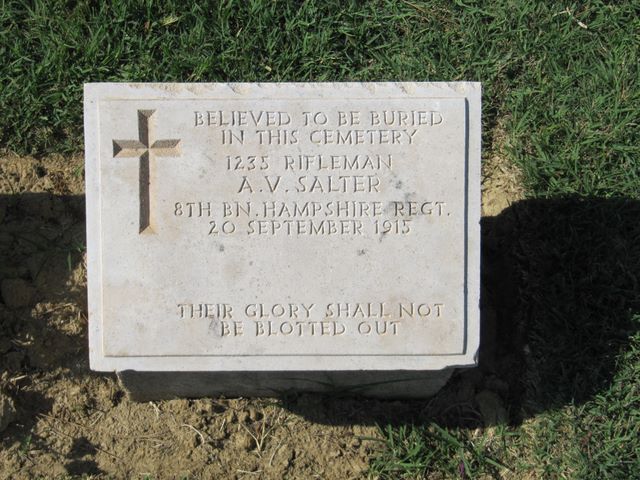 BELIEVED TO BE BURIED
IN THIS CEMETERY
1235 RIFLEMAN
A.V. SALTER
8TH BN. HAMPSHIRE REGT.
20 SEPTEMBER 1915
THEIR GLORY SHALL NOT
BE BLOTTED OUT